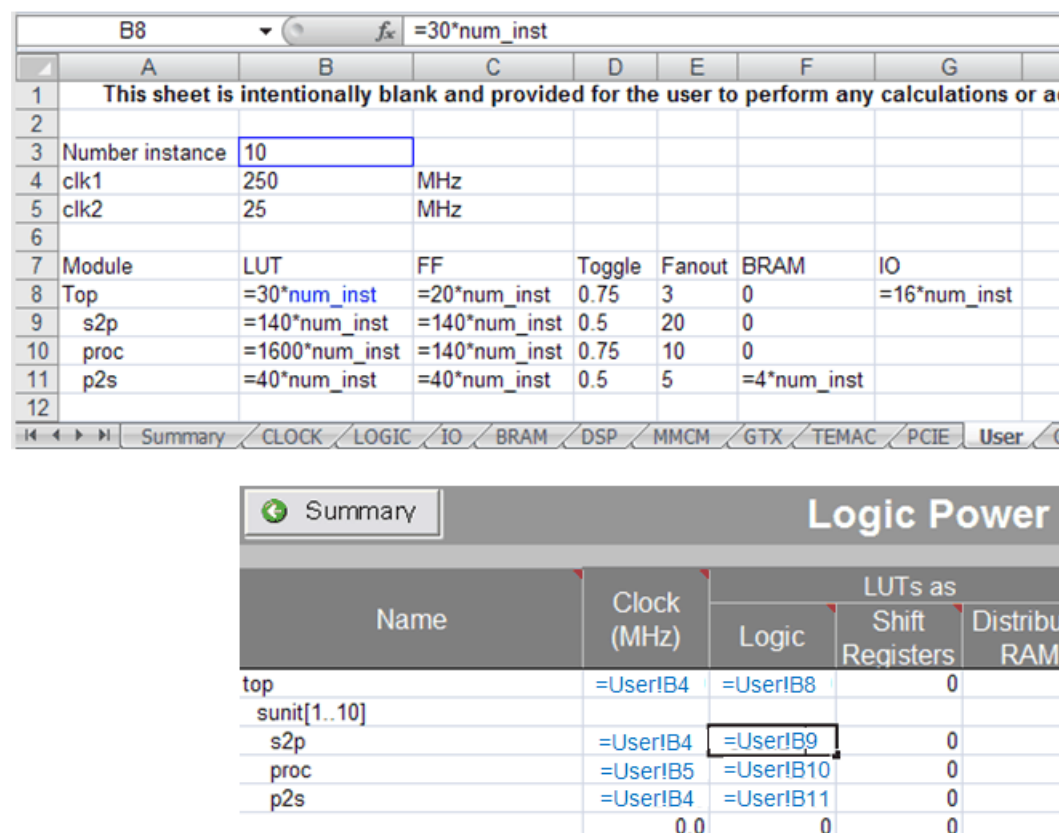 B8 fx =30*num_inst
A B C D E F G
1 This sheet is intentionally blank and provided for the user to perform any calculations or a
2
3 Number instance 10
4 clk1 250 MHz
5 clk2 25 MHz
6
7 Module LUT FF Toggle Fanout BRAM IO
8 Top =30*num_inst =20*num_inst 0.75 3 0 =16*num_inst
9 s2p =140*num_inst =140*num_inst 0.5 20 0
10 proc =1600*num_inst =140*num_inst 0.75 10 0
11 p2s =40*num_inst =40*num_inst 0.5 5 =4*num_inst
12
Summary CLOCK LOGIC IO BRAM DSP MMCM GTX TEMAC PCIE User
Summary Logic Power
Name Clock (MHz) LUTs as
Logic Shift Registers Distribu RAM
top =User!B4 =User!B8 0
sunit[1..10]
s2p =User!B4 =User!B9 0
proc =User!B5 =User!B10 0
p2s =User!B4 =User!B11 0
0.0 0 0